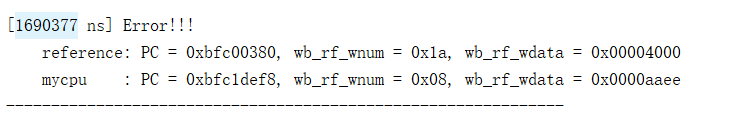 [1690377 ns] Error!!!
reference: PC = 0xbfc00380, wb_rf_wnum = 0x1a, wb_rf_wdata = 0x00004000
mycpu    : PC = 0xbfc1def8, wb_rf_wnum = 0x08, wb_rf_wdata = 0x0000aaee
--------------------------------------------------------------